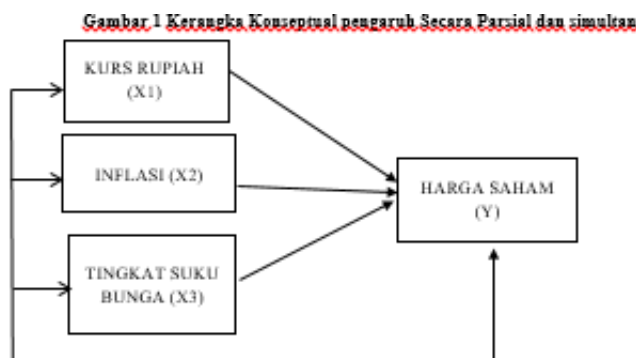 Gambar 1 Kerangka Konseptual pengaruh Secara Parsial dan simultan
KURS RUPIAH
(X1)
INFLASI (X2)
HARGA SAHAM
(Y)
TINGKAT SUKU
BUNGA (X3)